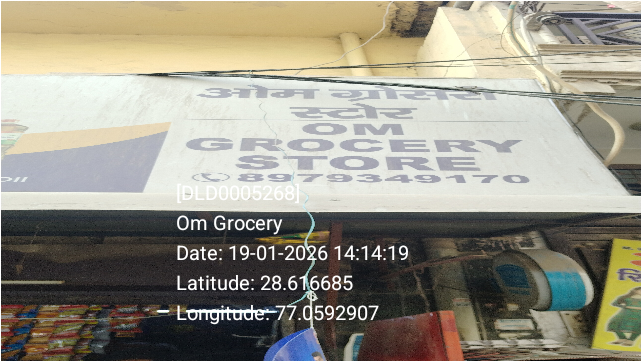 ओम ग्रोसरी
स्टोर
OM
GROCERY
STORE
8979349170
[DLD0005268]
Om Grocery
Date: 19-01-2026 14:14:19
Latitude: 28.616685
Longitude: 77.0592907